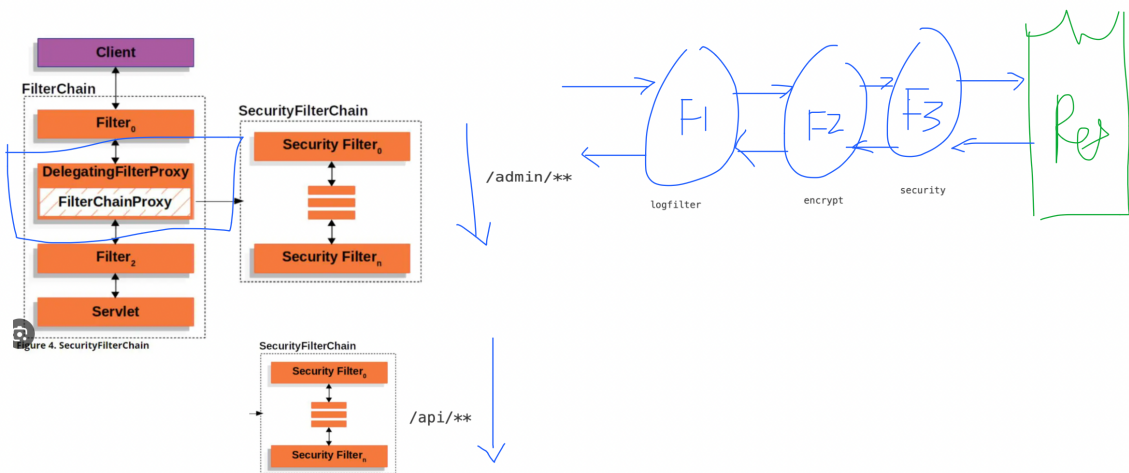 Client
FilterChain
Filter0
DelegatingFilterProxy
FilterChainProxy
Filter2
Servlet
Figure 4. SecurityFilterChain
SecurityFilterChain
Security Filter0
Security Filtern
/admin/**
SecurityFilterChain
Security Filter0
Security Filtern
/api/**
F1
F2
F3
logfilter
encrypt
security